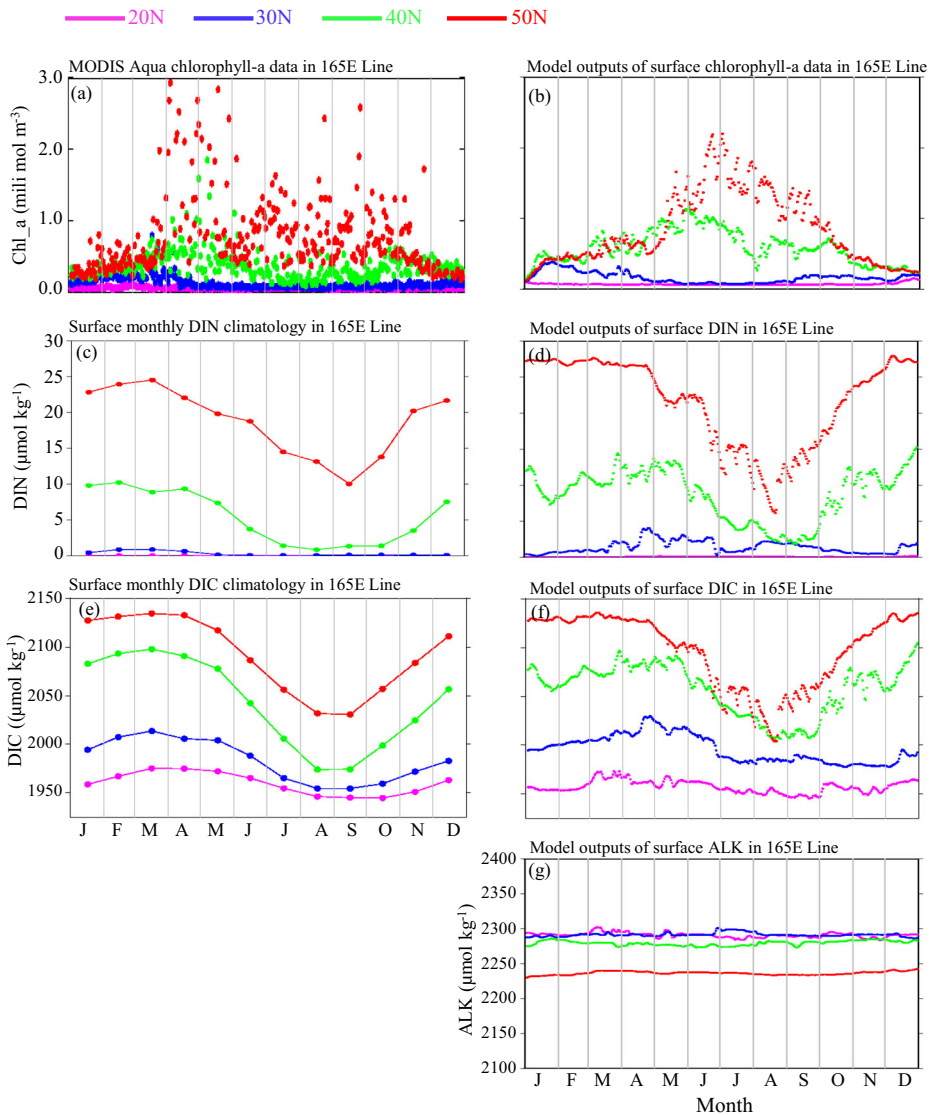 20N 30N 40N 50N
MODIS Aqua chlorophyll-a data in 165E Line
(a)
3.0
2.0
1.0
0.0
Chl_a (mili mol m-3)
Model outputs of surface chlorophyll-a data in 165E Line
(b)
Surface monthly DIN climatology in 165E Line
(c)
30
25
20
15
10
5
0
DIN (μmol kg-1)
Model outputs of surface DIN in 165E Line
(d)
Surface monthly DIC climatology in 165E Line
(e)
2150
2100
2050
2000
1950
DIC ((μmol kg-1)
J F M A M J J A S O N D
Model outputs of surface DIC in 165E Line
(f)
Model outputs of surface ALK in 165E Line
(g)
2400
2350
2300
2250
2200
2150
2100
ALK (μmol kg-1)
J F M A M J J A S O N D
Month